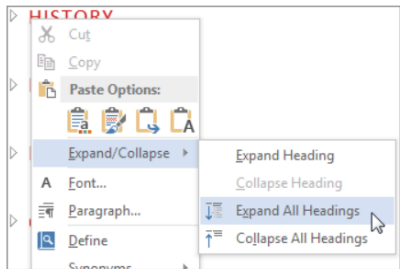 HISTORY
Cut
Copy
Paste Options:
Expand/Collapse
Font...
Paragraph...
Define
Synonyms
Expand Heading
Collapse Heading
Expand All Headings
Collapse All Headings